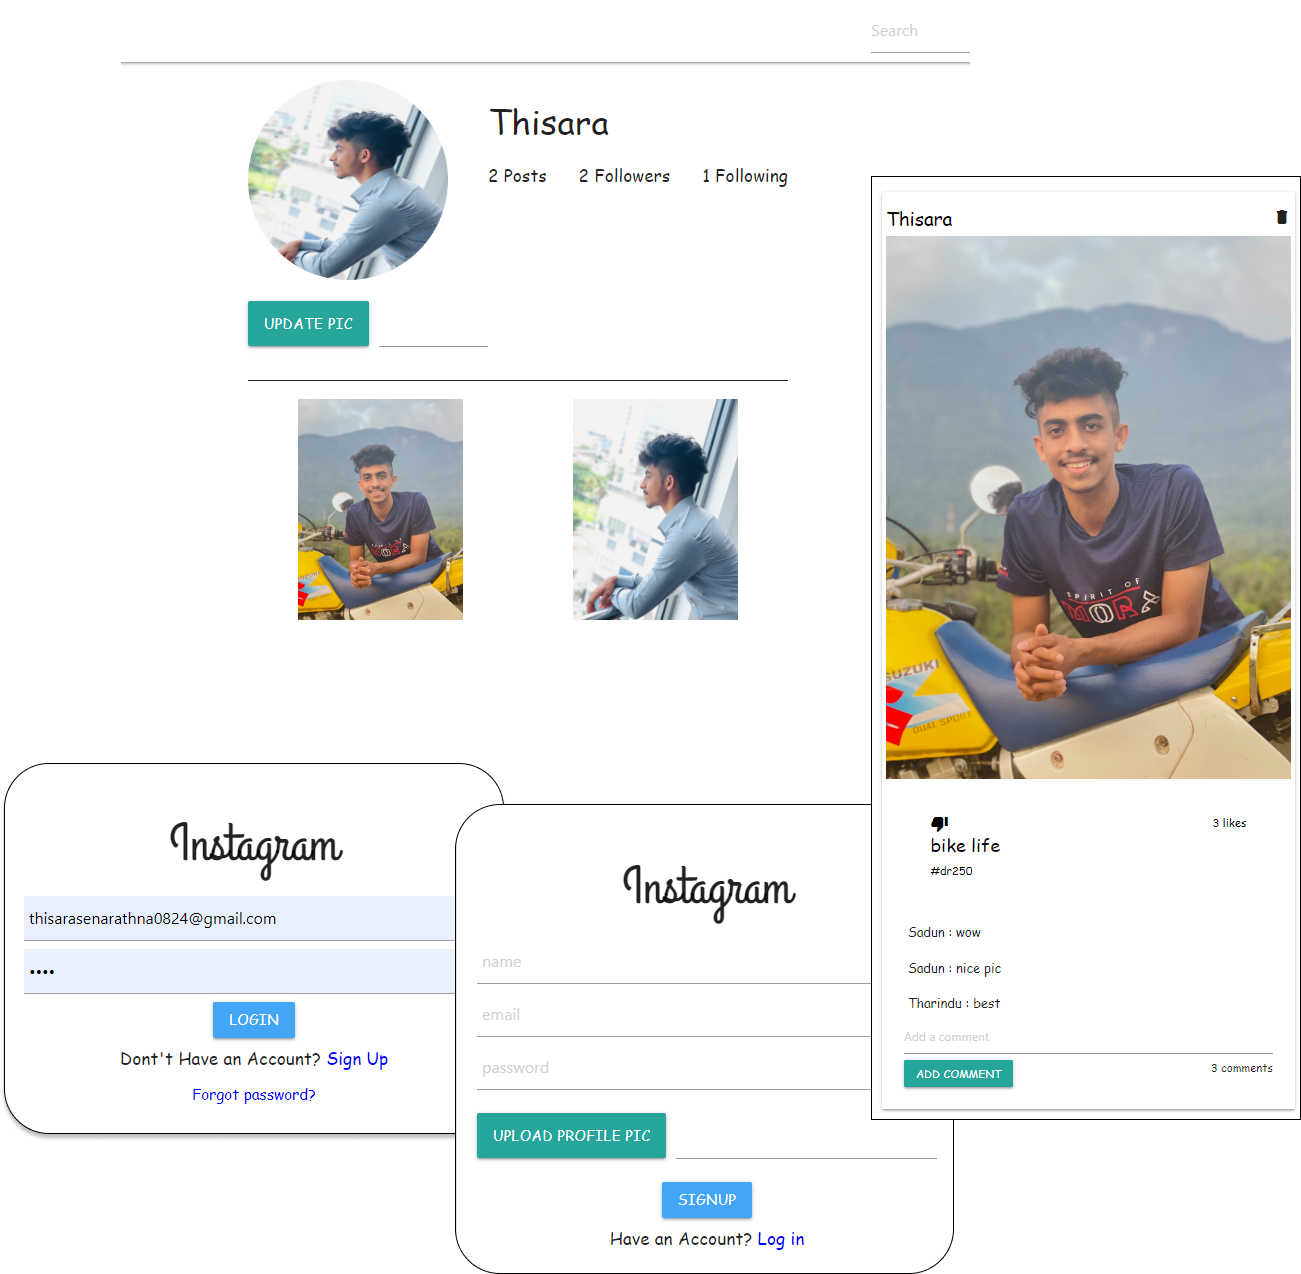 Search
Thisara
2 Posts 2 Followers 1 Following
UPDATE PIC
Thisara
SPIRIT OF
MORA
SUZUKI
DUAL SPORT
3 likes
bike life
#dr250
Sadun : wow
Sadun : nice pic
Tharindu : best
Add a comment
ADD COMMENT
3 comments
Instagram
thisarasenarathna0824@gmail.com
••••
LOGIN
Dont't Have an Account? Sign Up
Forgot password?
Instagram
name
email
password
UPLOAD PROFILE PIC
SIGNUP
Have an Account? Log in